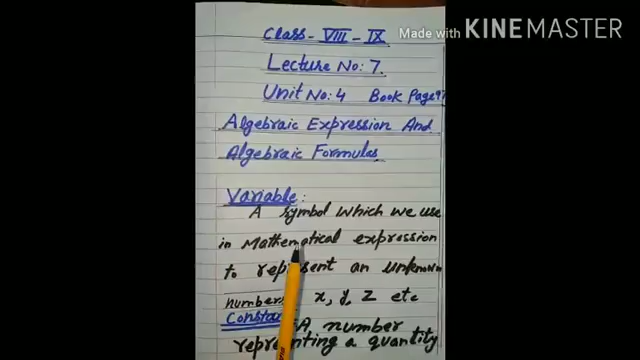 Made with KINEMASTER
Class - VIII - IX
Lecture No: 7.
Unit No: 4 Book Page 97
Algebraic Expression And
Algebraic Formulas
Variable:
A symbol which we use
in Mathematical expression
to represent an unknown
numbers x, y, z etc
A number
representing a quantity